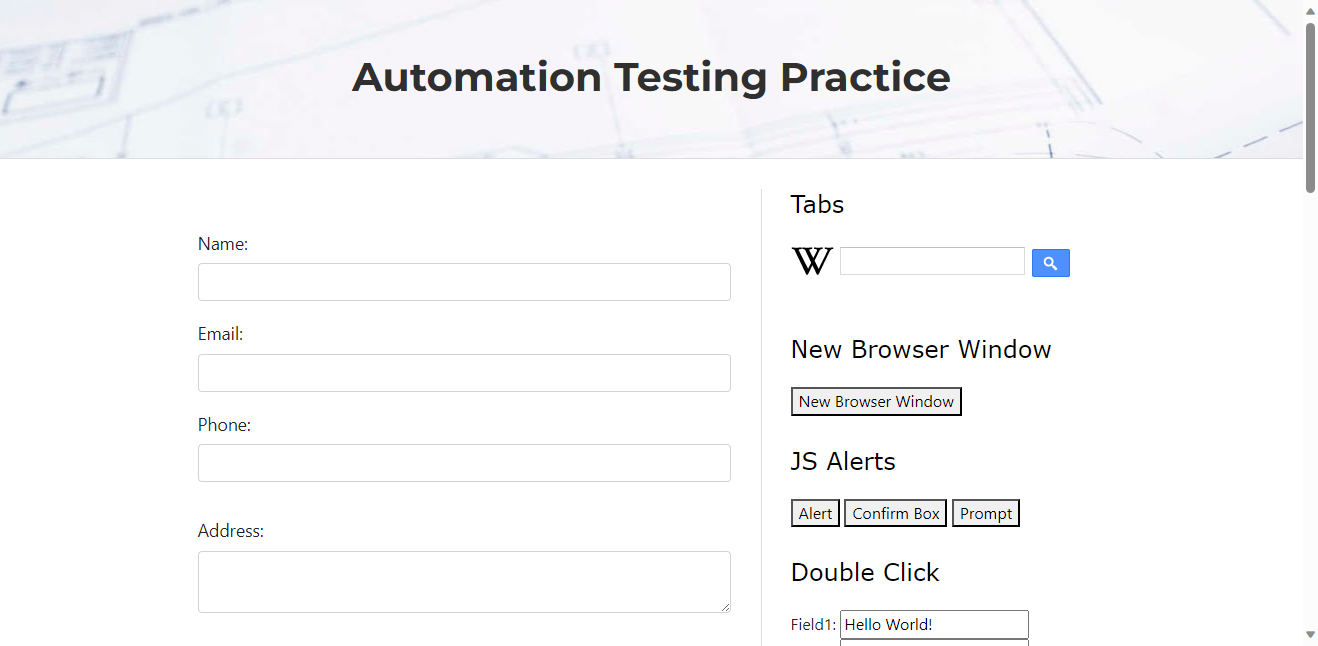 Automation Testing Practice
Name:
Email:
Phone:
Address:
Tabs
W
New Browser Window
New Browser Window
JS Alerts
Alert Confirm Box Prompt
Double Click
Field1: Hello World!